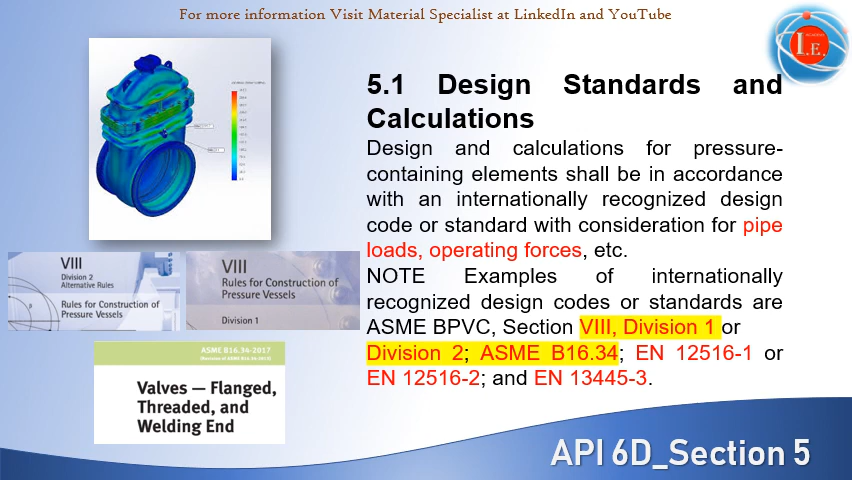 For more information Visit Material Specialist at LinkedIn and YouTube
I.E.
5.1 Design Standards and
Calculations
Design and calculations for pressure-
containing elements shall be in accordance
with an internationally recognized design
code or standard with consideration for pipe
loads, operating forces, etc.
NOTE Examples of internationally
recognized design codes or standards are
ASME BPVC, Section VIII, Division 1 or
Division 2; ASME B16.34; EN 12516-1 or
EN 12516-2; and EN 13445-3.
VIII
Division 2
Alternative Rules
Rules for Construction of
Pressure Vessels
VIII
Rules for Construction of
Pressure Vessels
Division 1
ASME B16.34-2017
Valves — Flanged,
Threaded, and
Welding End
API 6D_Section 5